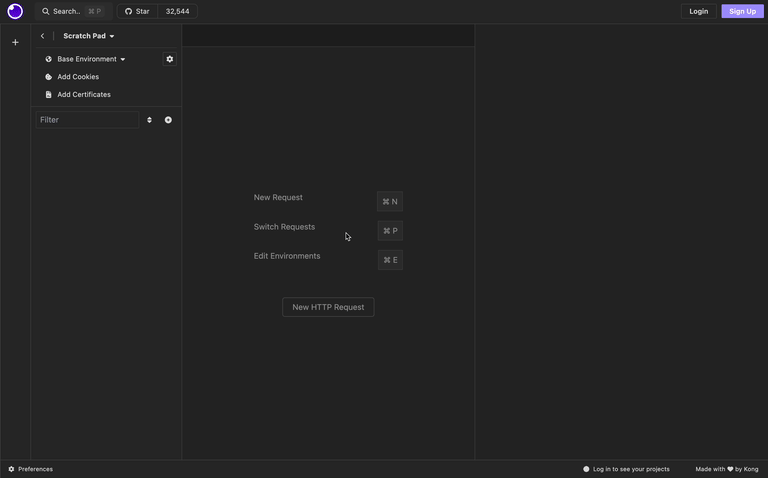 Search.. ⌘ P
Star 32,544
Login
Sign Up
Scratch Pad
Base Environment
Add Cookies
Add Certificates
Filter
New Request ⌘ N
Switch Requests ⌘ P
Edit Environments ⌘ E
New HTTP Request
Preferences
Log in to see your projects
Made with ♥ by Kong